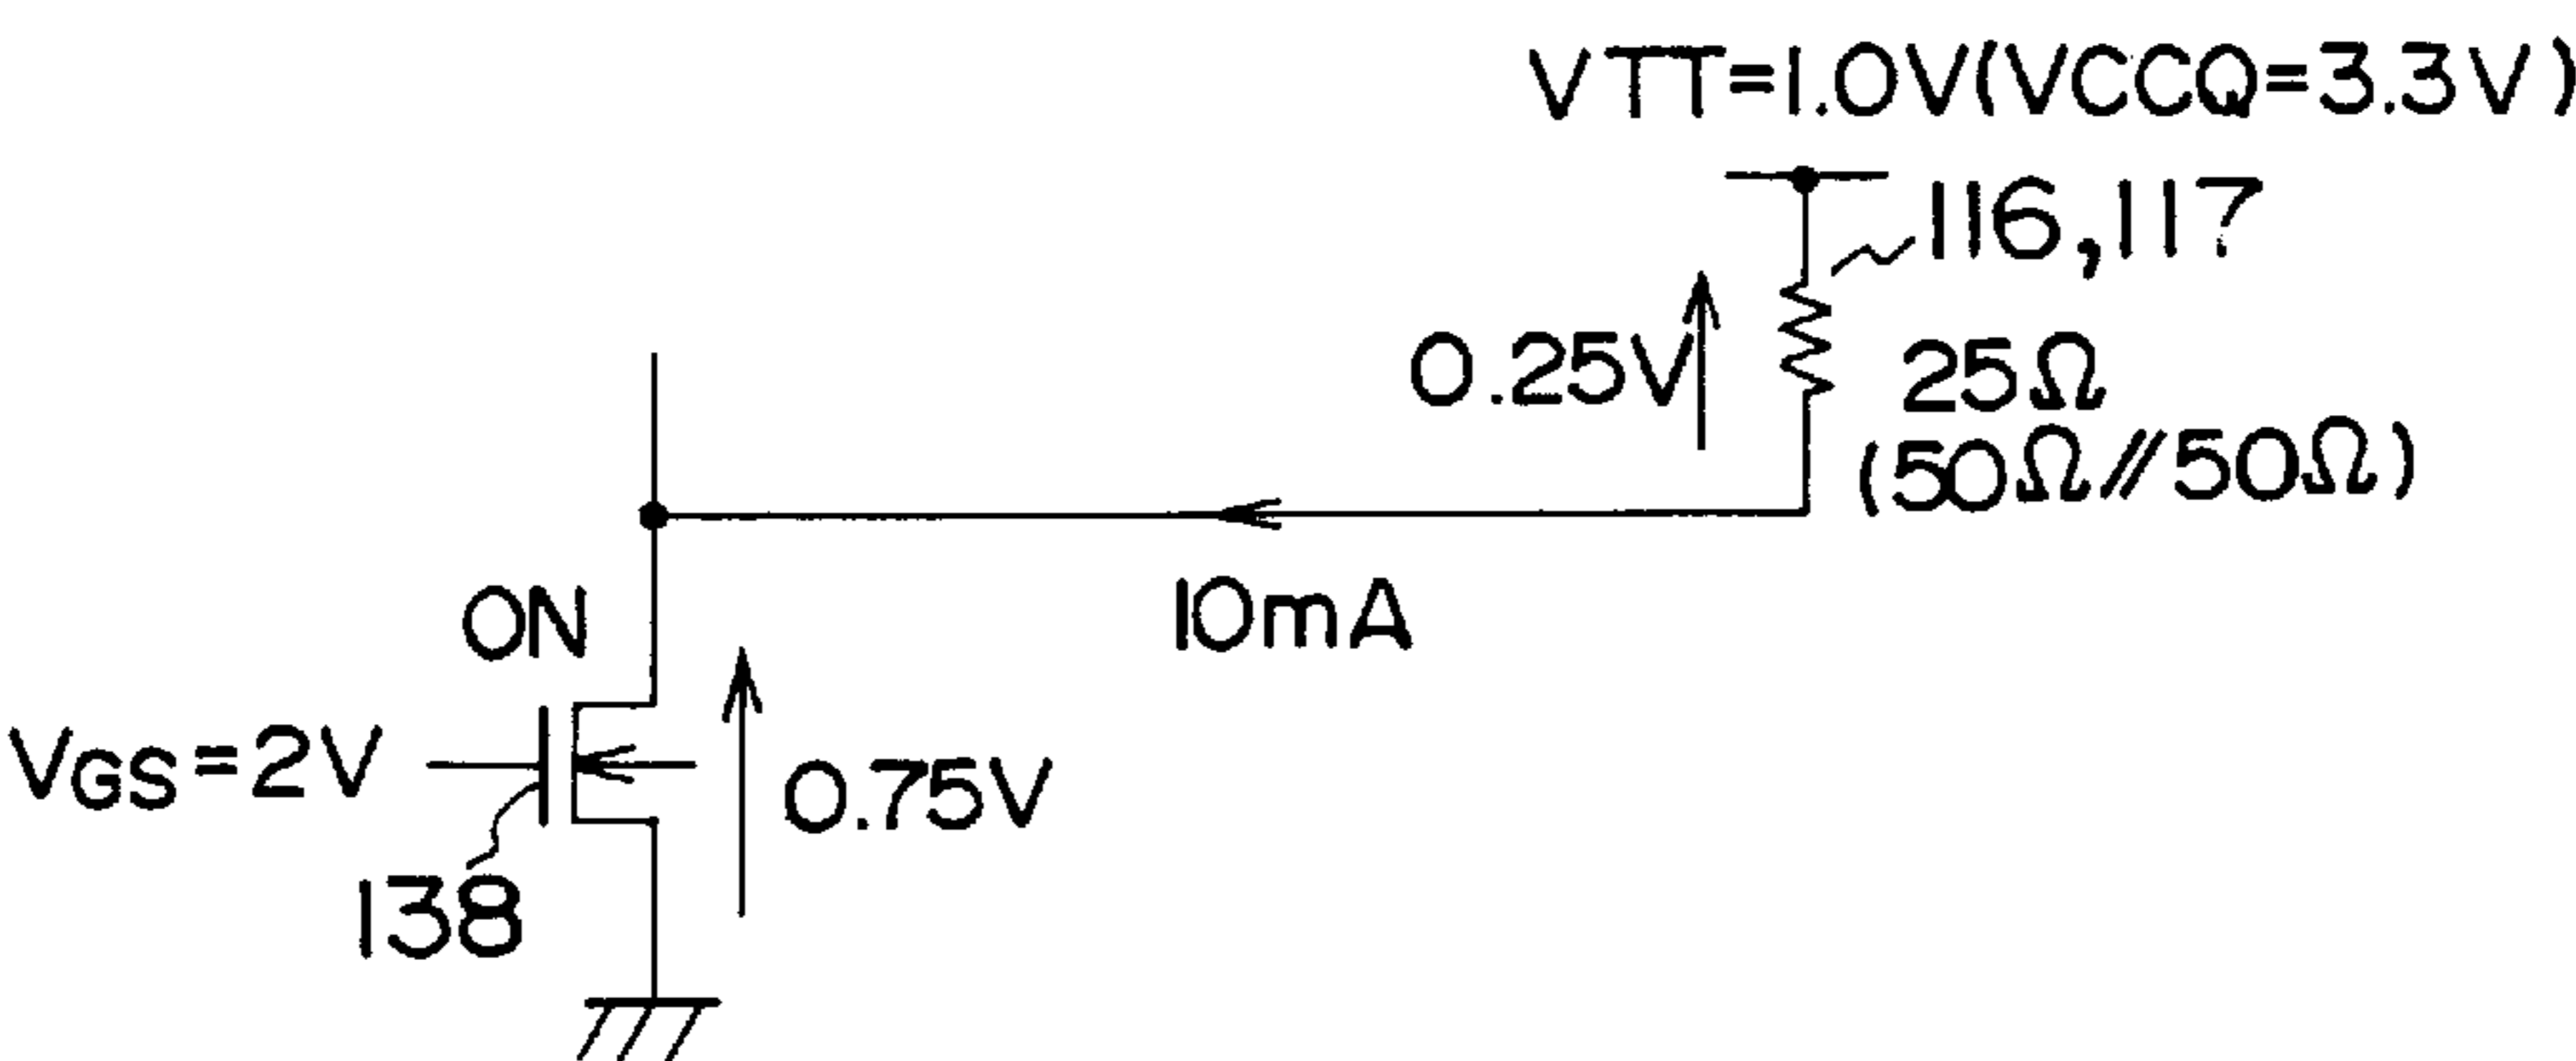 VTT=1.0V(VCCQ=3.3V)
116,117
0.25V
25Ω
(50Ω//50Ω)
10mA
ON
VGS=2V
0.75V
138